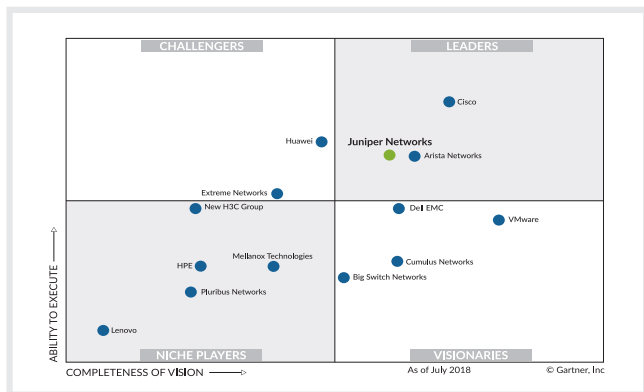 CHALLENGERS
LEADERS
Cisco
Huawei
Juniper Networks
Arista Networks
Extreme Networks
New H3C Group
Dell EMC
VMware
HPE
Mellanox Technologies
Cumulus Networks
Big Switch Networks
Pluribus Networks
Lenovo
NICHE PLAYERS
VISIONARIES
ABILITY TO EXECUTE
COMPLETENESS OF VISION
As of July 2018
© Gartner, Inc